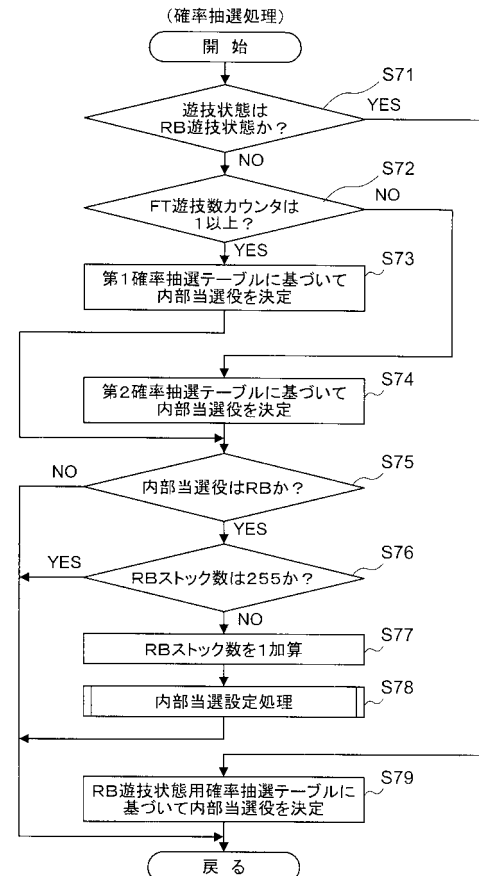 (確率抽選処理)
開 始
S71
遊技状態は
RB遊技状態か?
YES
NO
S72
FT遊技数カウンタは
1以上?
NO
YES
S73
第1確率抽選テーブルに基づいて
内部当選役を決定
S74
第2確率抽選テーブルに基づいて
内部当選役を決定
S75
NO
内部当選役はRBか?
YES
S76
YES
RBストック数は255か?
NO
S77
RBストック数を1加算
S78
内部当選設定処理
S79
RB遊技状態用確率抽選テーブルに
基づいて内部当選役を決定
戻 る